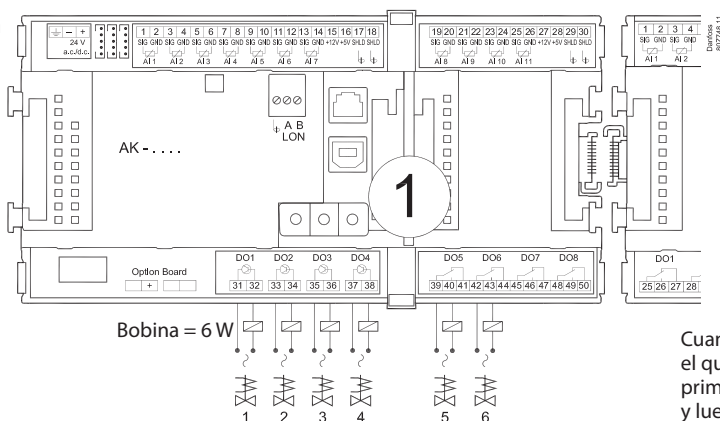 − +
24 V
a.c./d.c.
1 2 3 4 5 6 7 8 9 10 11 12 13 14 15 16 17 18
SIG GND SIG GND SIG GND SIG GND SIG GND SIG GND SIG GND +12V +5V SHLD SHLD
AI 1 AI 2 AI 3 AI 4 AI 5 AI 6 AI 7
19 20 21 22 23 24 25 26 27 28 29 30
SIG GND SIG GND SIG GND SIG GND +12V +5V SHLD SHLD
AI 8 AI 9 AI 10 AI 11
1 2 3 4
SIG GND SIG GND
AI 1 AI 2
Danfoss
80Z748.11
A B
LON
AK - . . . .
1
Option Board
+
DO1 DO2 DO3 DO4
31 32 33 34 35 36 37 38
DO5 DO6 DO7 DO8
39 40 41 42 43 44 45 46 47 48 49 50
DO1
25 26 27 28
Bobina = 6 W
1 2 3 4 5 6
Cuan
el qu
prim
y lue